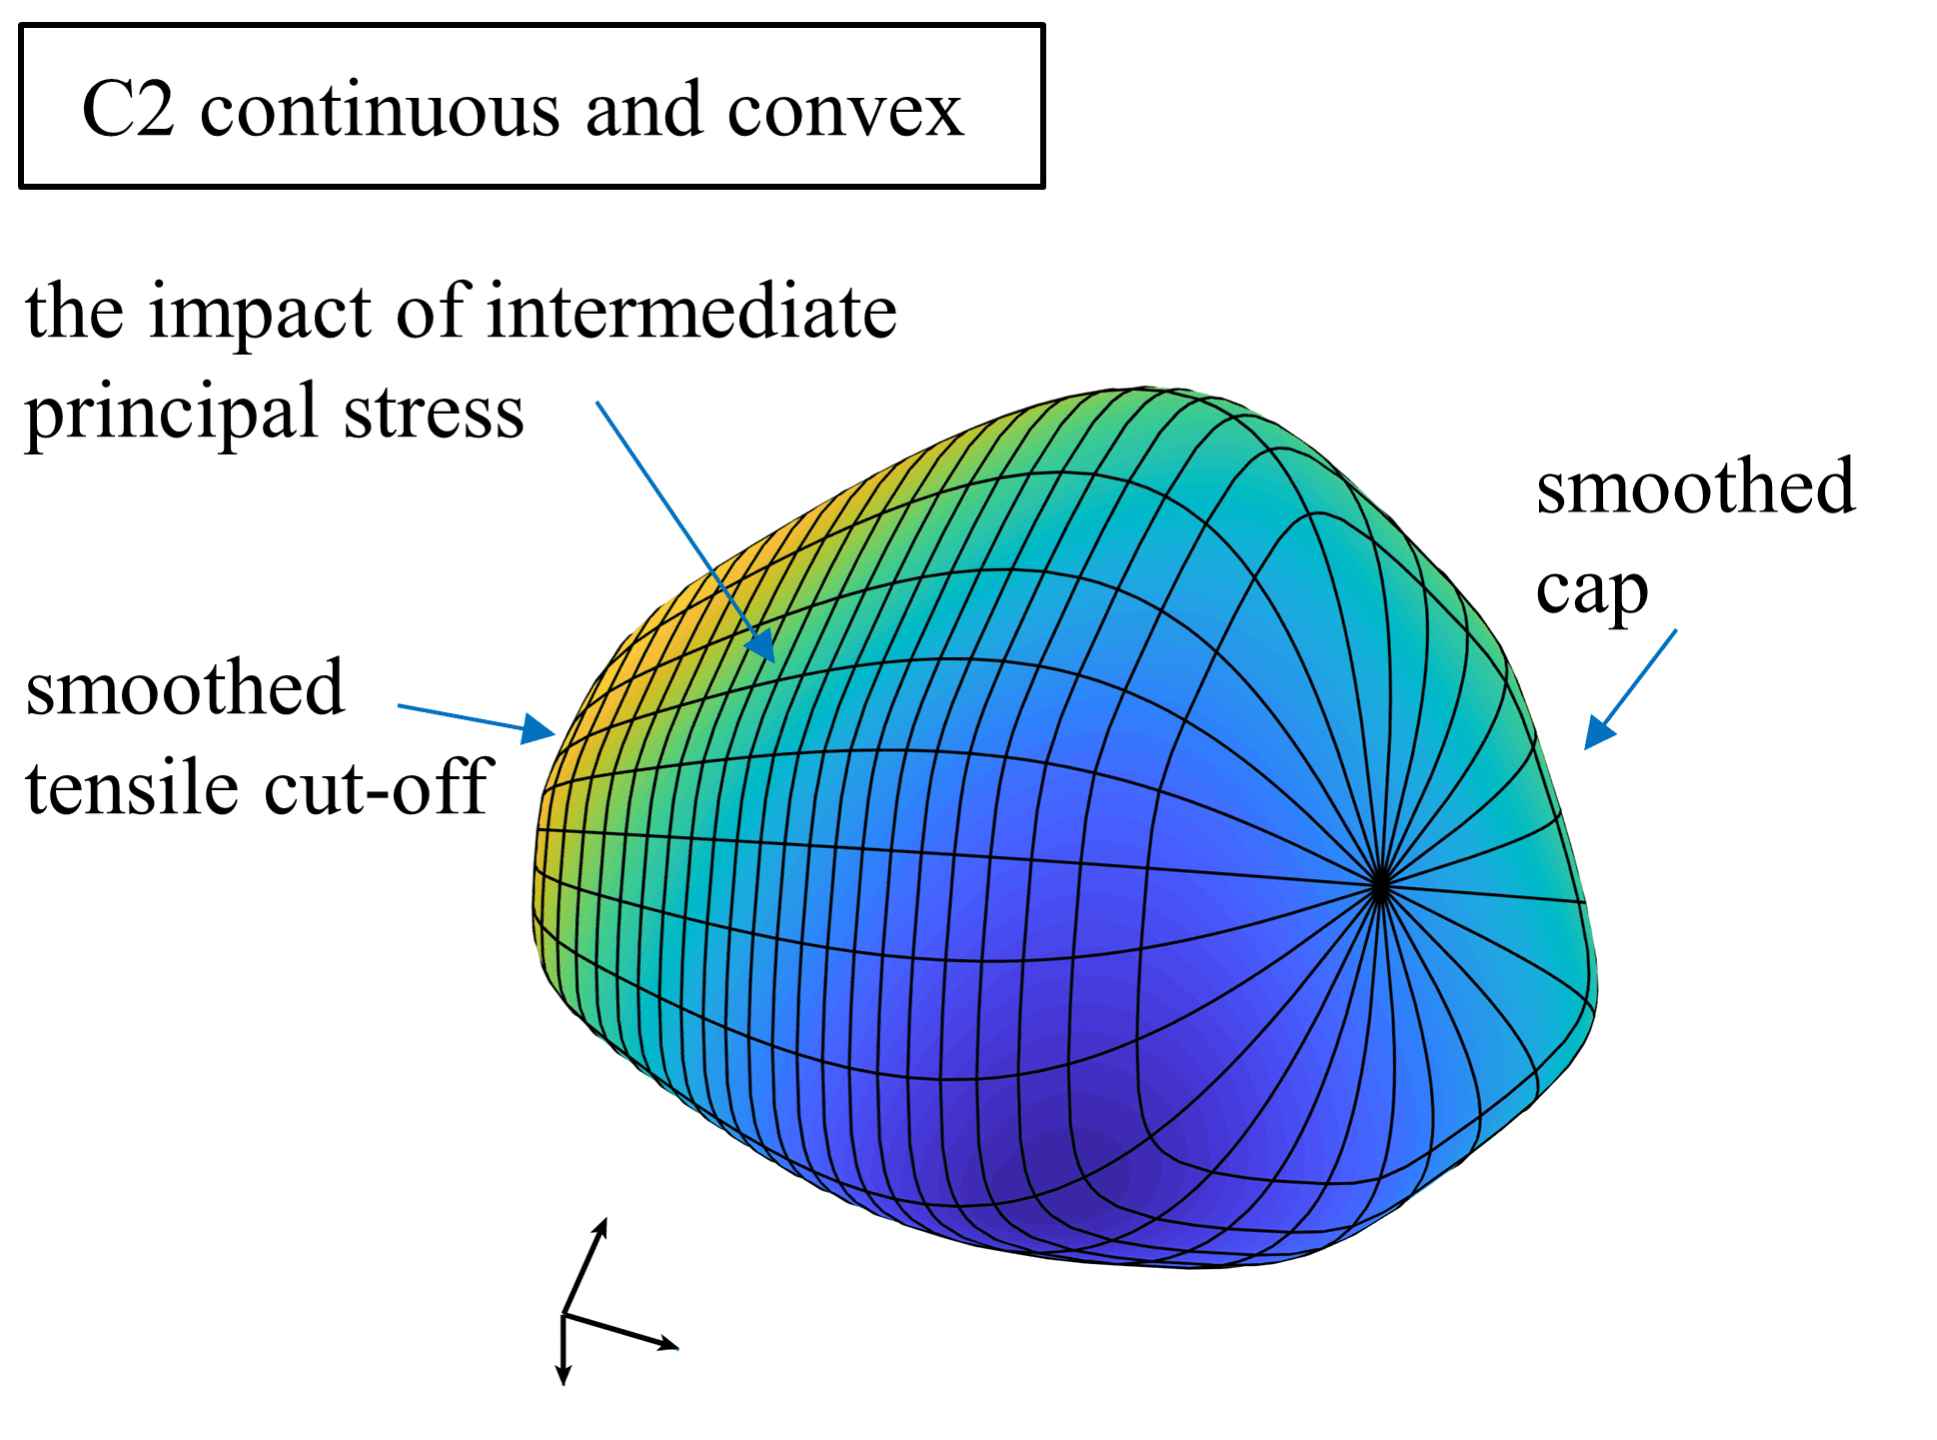 C2 continuous and convex
the impact of intermediate
principal stress
smoothed
cap
smoothed
tensile cut-off